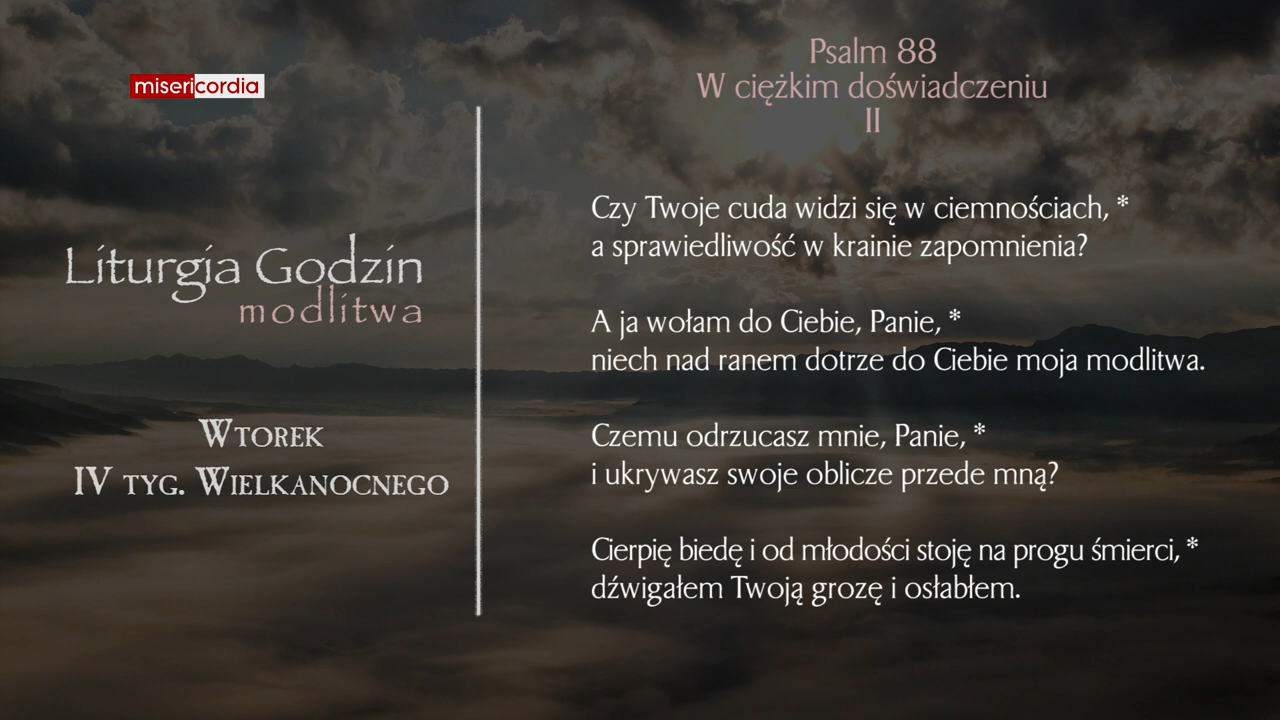 misericordia
Liturgia Godzin
modlitwa
Wtorek
IV tyg. Wielkanocnego
Psalm 88
W ciężkim doświadczeniu
II
Czy Twoje cuda widzi się w ciemnościach, *
a sprawiedliwość w krainie zapomnienia?
A ja wołam do Ciebie, Panie, *
niech nad ranem dotrze do Ciebie moja modlitwa.
Czemu odrzucasz mnie, Panie, *
i ukrywasz swoje oblicze przede mną?
Cierpię biedę i od młodości stoję na progu śmierci, *
dźwigałem Twoją grozę i osłabłem.